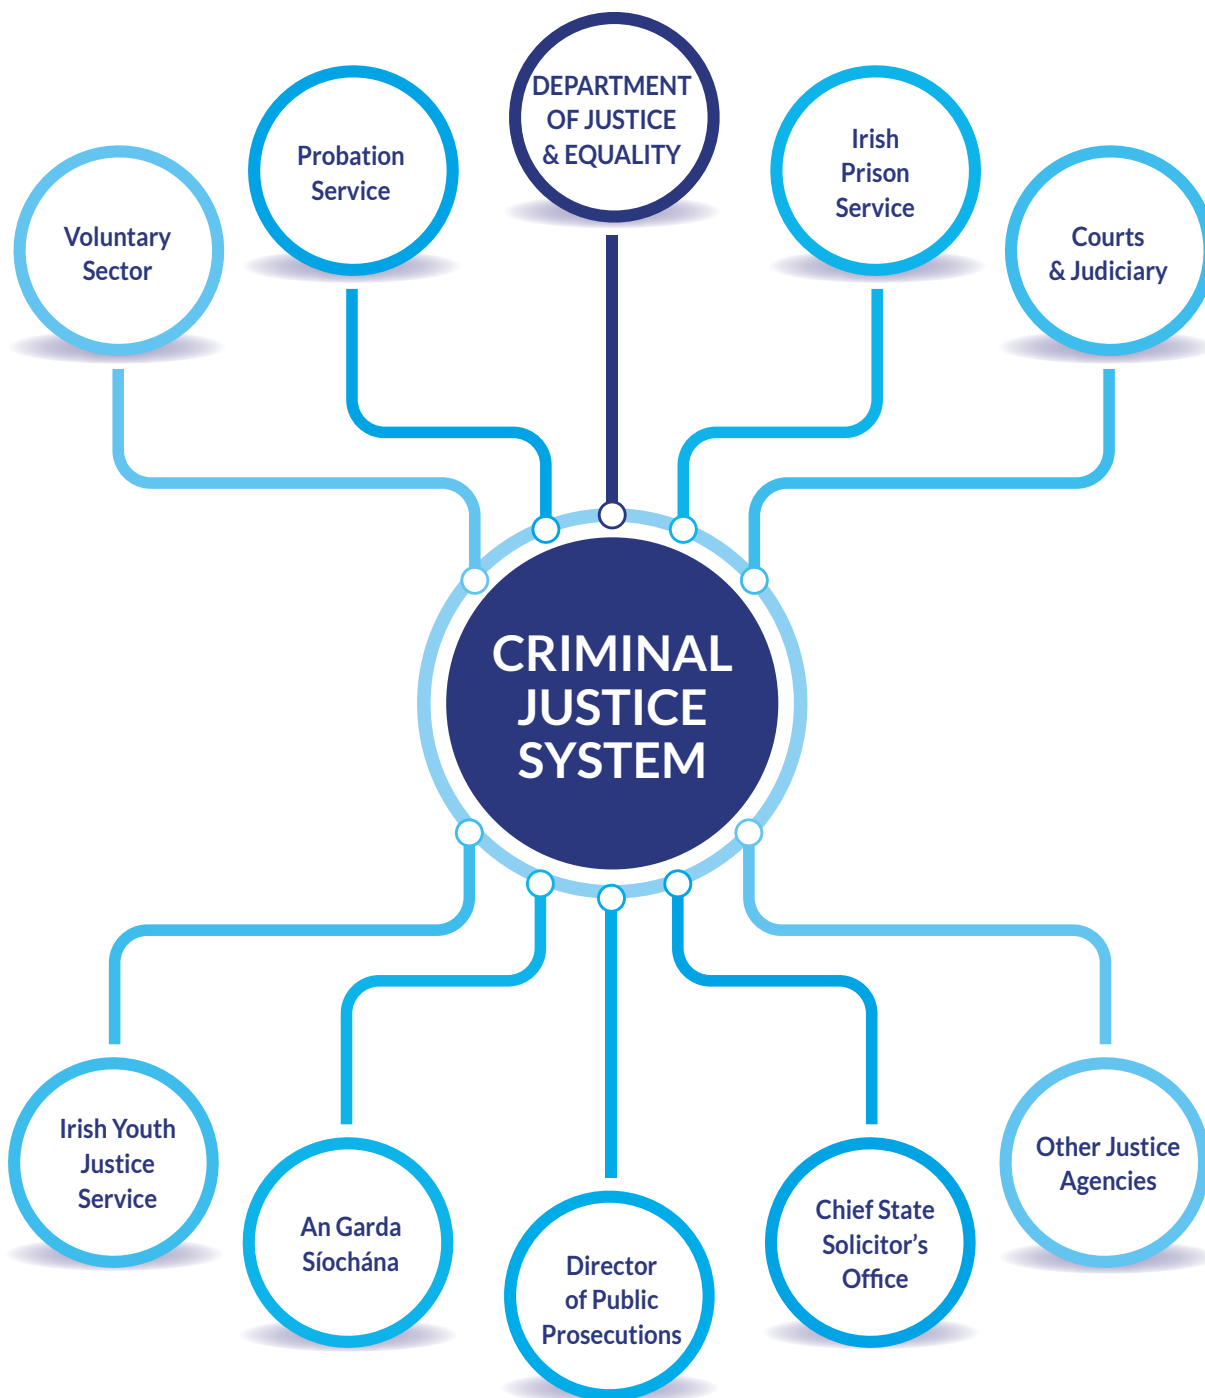 DEPARTMENT
OF JUSTICE
& EQUALITY
Probation
Service
Irish
Prison
Service
Voluntary
Sector
Courts
& Judiciary
CRIMINAL
JUSTICE
SYSTEM
Irish Youth
Justice
Service
An Garda
Síochána
Director
of Public
Prosecutions
Chief State
Solicitor’s
Office
Other Justice
Agencies